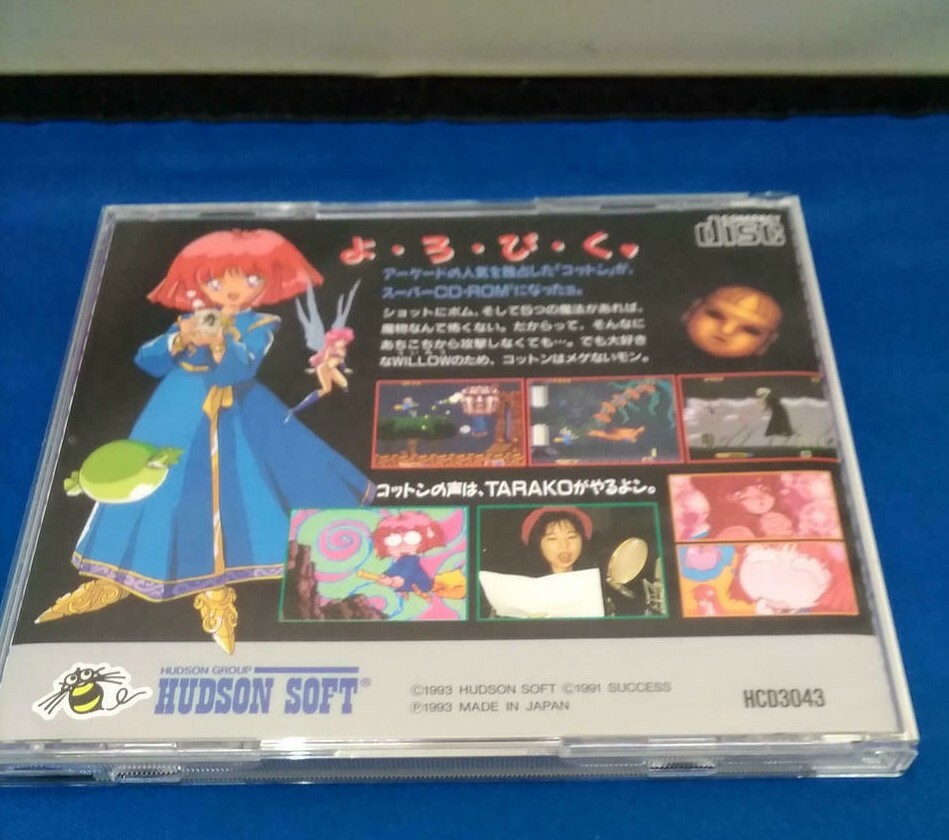 よ・ろ・び・く♥
COMPACT
disc
アーケードの人気を独占した「コットン」が、
スーパーCD-ROM²になったョ。
ショットにボム、そして5つの魔法があれば、
魔物なんて怖くない。だからって、そんなに
あちこちから攻撃しなくても…。でも大好き
なWILLOWのため、コットンはメゲないモン。
コットンの声は、TARAKOがやるよン。
HUDSON GROUP
HUDSON SOFT®
©1993 HUDSON SOFT ©1991 SUCCESS
℗1993 MADE IN JAPAN
HCD3043